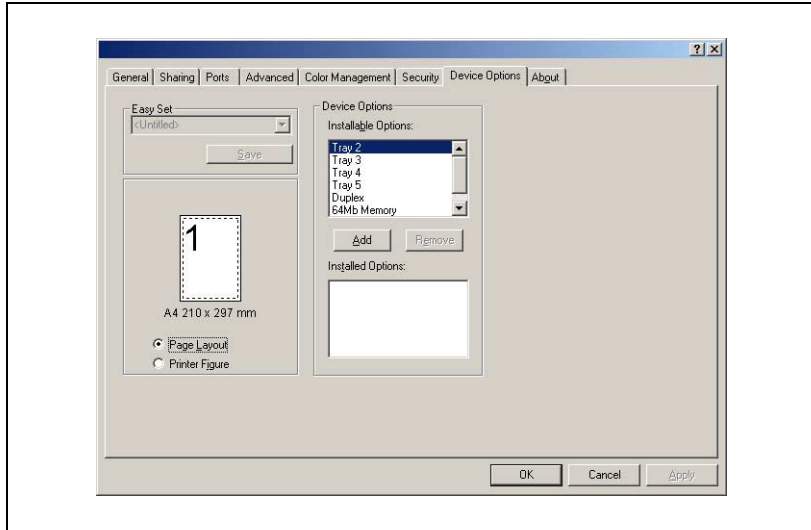 General Sharing Ports Advanced Color Management Security Device Options About
Easy Set
<Untitled>
Save
1
A4 210 x 297 mm
Page Layout
Printer Figure
Device Options
Installable Options:
Tray 2
Tray 3
Tray 4
Tray 5
Duplex
64Mb Memory
Add Remove
Installed Options:
OK Cancel Apply